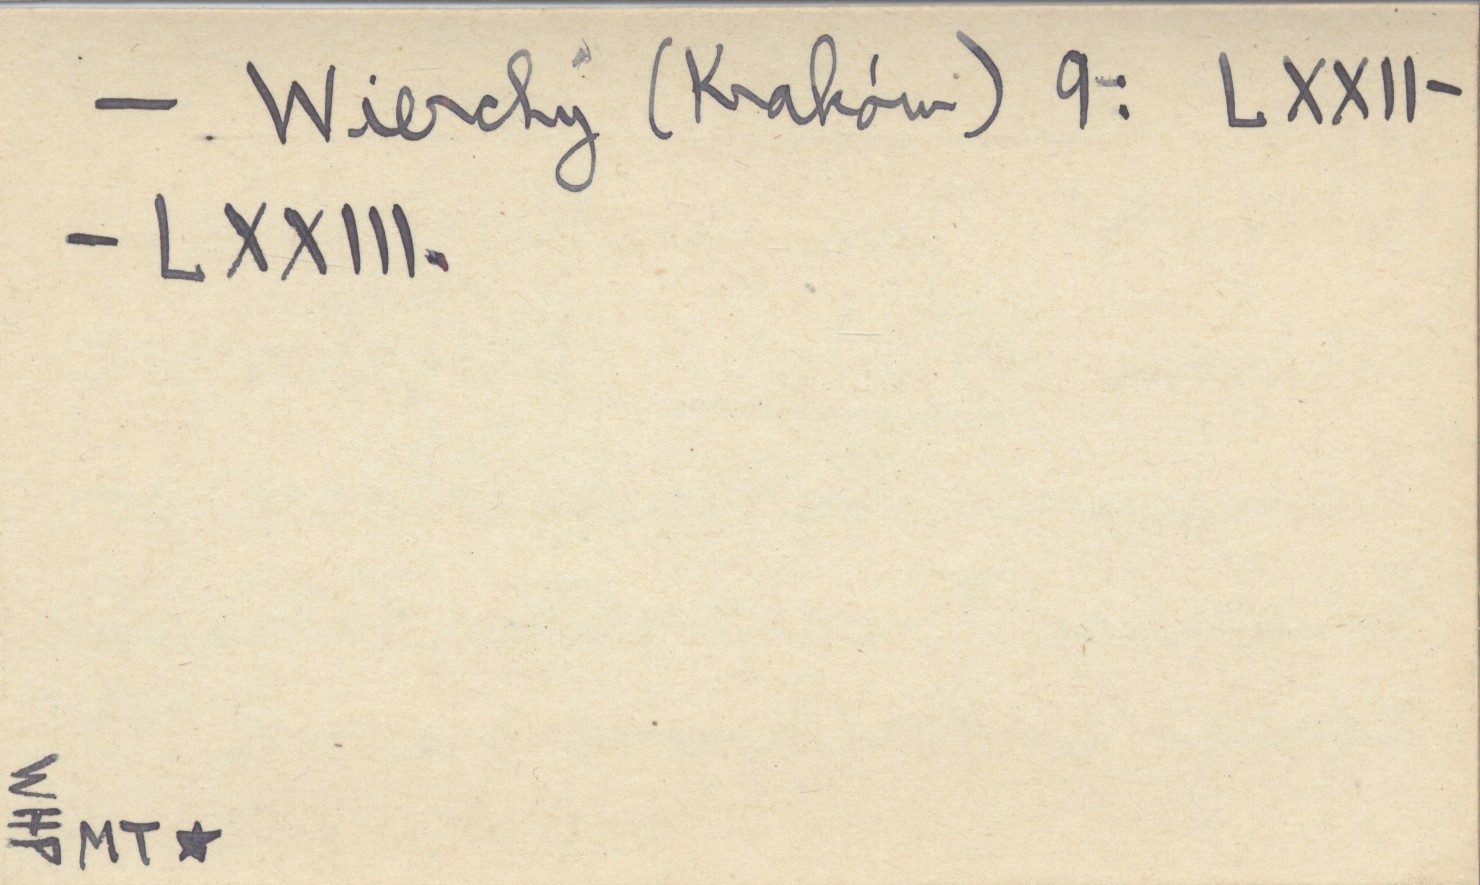 — Wierchy (Kraków) 9: LXXII-
- LXXIII.
WHP
MT ★